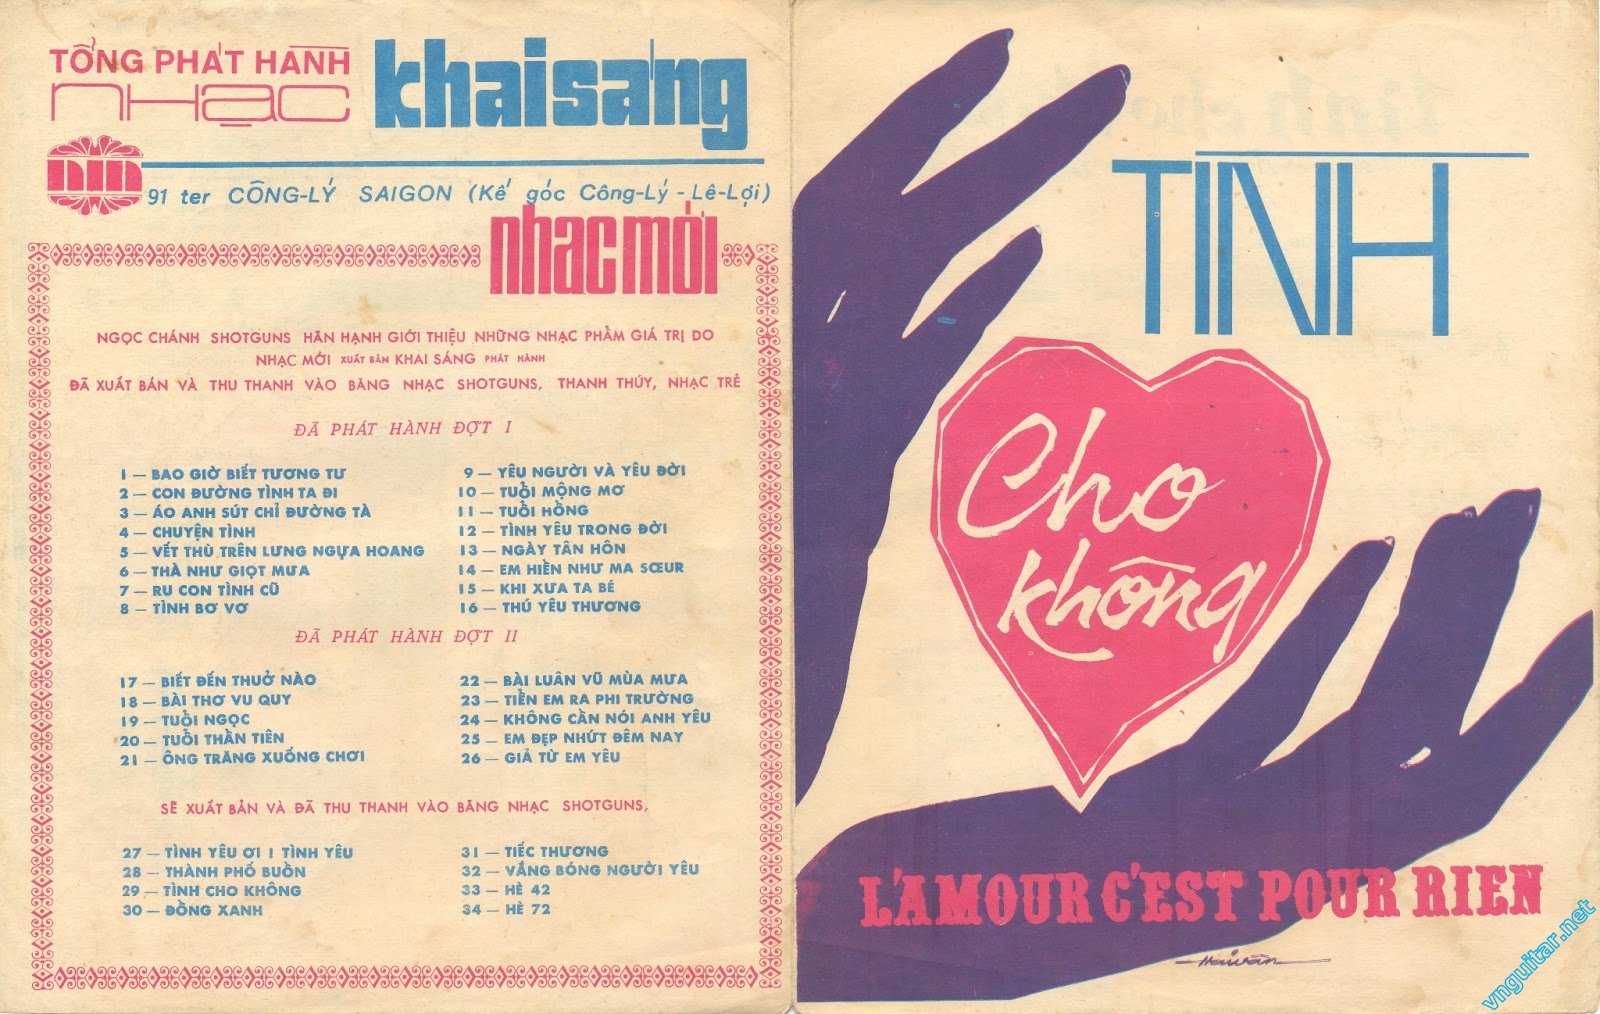 TỔNG PHÁT HÀNH
NHẠC
khai sáng
91 ter CÔNG-LÝ SAIGON (Kế góc Công-Lý - Lê-Lợi)
nhạc mới
NGỌC CHÁNH SHOTGUNS HÂN HẠNH GIỚI THIỆU NHỮNG NHẠC PHẨM GIÁ TRỊ DO
NHẠC MỚI XUẤT BẢN KHAI SÁNG PHÁT HÀNH
ĐÃ XUẤT BẢN VÀ THU THANH VÀO BĂNG NHẠC SHOTGUNS, THANH THÚY, NHẠC TRẺ
ĐÃ PHÁT HÀNH ĐỢT I
1 — BAO GIỜ BIẾT TƯƠNG TƯ
2 — CON ĐƯỜNG TÌNH TA ĐI
3 — ÁO ANH SÚT CHỈ ĐƯỜNG TÀ
4 — CHUYỆN TÌNH
5 — VẾT THÙ TRÊN LƯNG NGỰA HOANG
6 — THÀ NHƯ GIỌT MƯA
7 — RU CON TÌNH CŨ
8 — TÌNH BƠ VƠ
9 — YÊU NGƯỜI VÀ YÊU ĐỜI
10 — TUỔI MỘNG MƠ
11 — TUỔI HỒNG
12 — TÌNH YÊU TRONG ĐỜI
13 — NGÀY TÂN HÔN
14 — EM HIỀN NHƯ MA SŒUR
15 — KHI XƯA TA BÉ
16 — THÚ YÊU THƯƠNG
ĐÃ PHÁT HÀNH ĐỢT II
17 — BIẾT ĐẾN THUỞ NÀO
18 — BÀI THƠ VU QUY
19 — TUỔI NGỌC
20 — TUỔI THẦN TIÊN
21 — ÔNG TRĂNG XUỐNG CHƠI
22 — BÀI LUÂN VŨ MÙA MƯA
23 — TIỄN EM RA PHI TRƯỜNG
24 — KHÔNG CẦN NÓI ANH YÊU
25 — EM ĐẸP NHỨT ĐÊM NAY
26 — GIÃ TỪ EM YÊU
SẼ XUẤT BẢN VÀ ĐÃ THU THANH VÀO BĂNG NHẠC SHOTGUNS,
27 — TÌNH YÊU ƠI ! TÌNH YÊU
28 — THÀNH PHỐ BUỒN
29 — TÌNH CHO KHÔNG
30 — ĐỒNG XANH
31 — TIẾC THƯƠNG
32 — VẮNG BÓNG NGƯỜI YÊU
33 — HÈ 42
34 — HÈ 72
TÌNH
Cho
không
L'AMOUR C'EST POUR RIEN
vnguitar.net